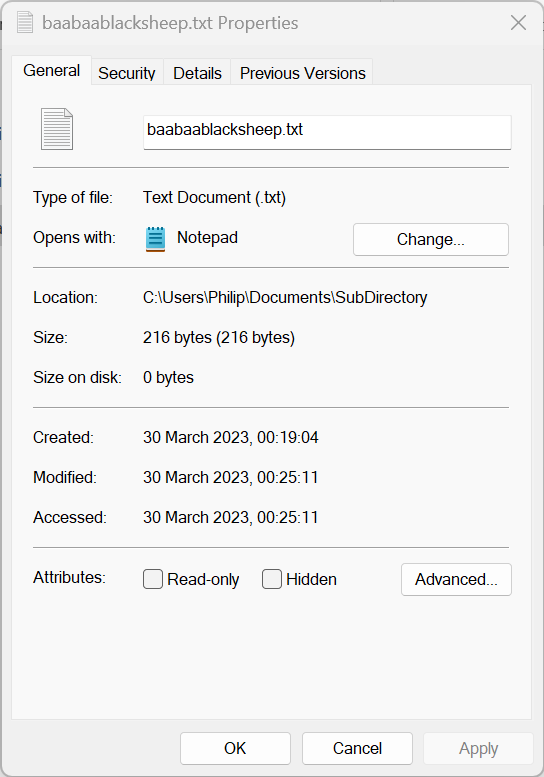 baabaablacksheep.txt Properties
General Security Details Previous Versions
baabaablacksheep.txt
Type of file: Text Document (.txt)
Opens with: Notepad Change...
Location: C:\Users\Philip\Documents\SubDirectory
Size: 216 bytes (216 bytes)
Size on disk: 0 bytes
Created: 30 March 2023, 00:19:04
Modified: 30 March 2023, 00:25:11
Accessed: 30 March 2023, 00:25:11
Attributes: Read-only Hidden Advanced...
OK Cancel Apply